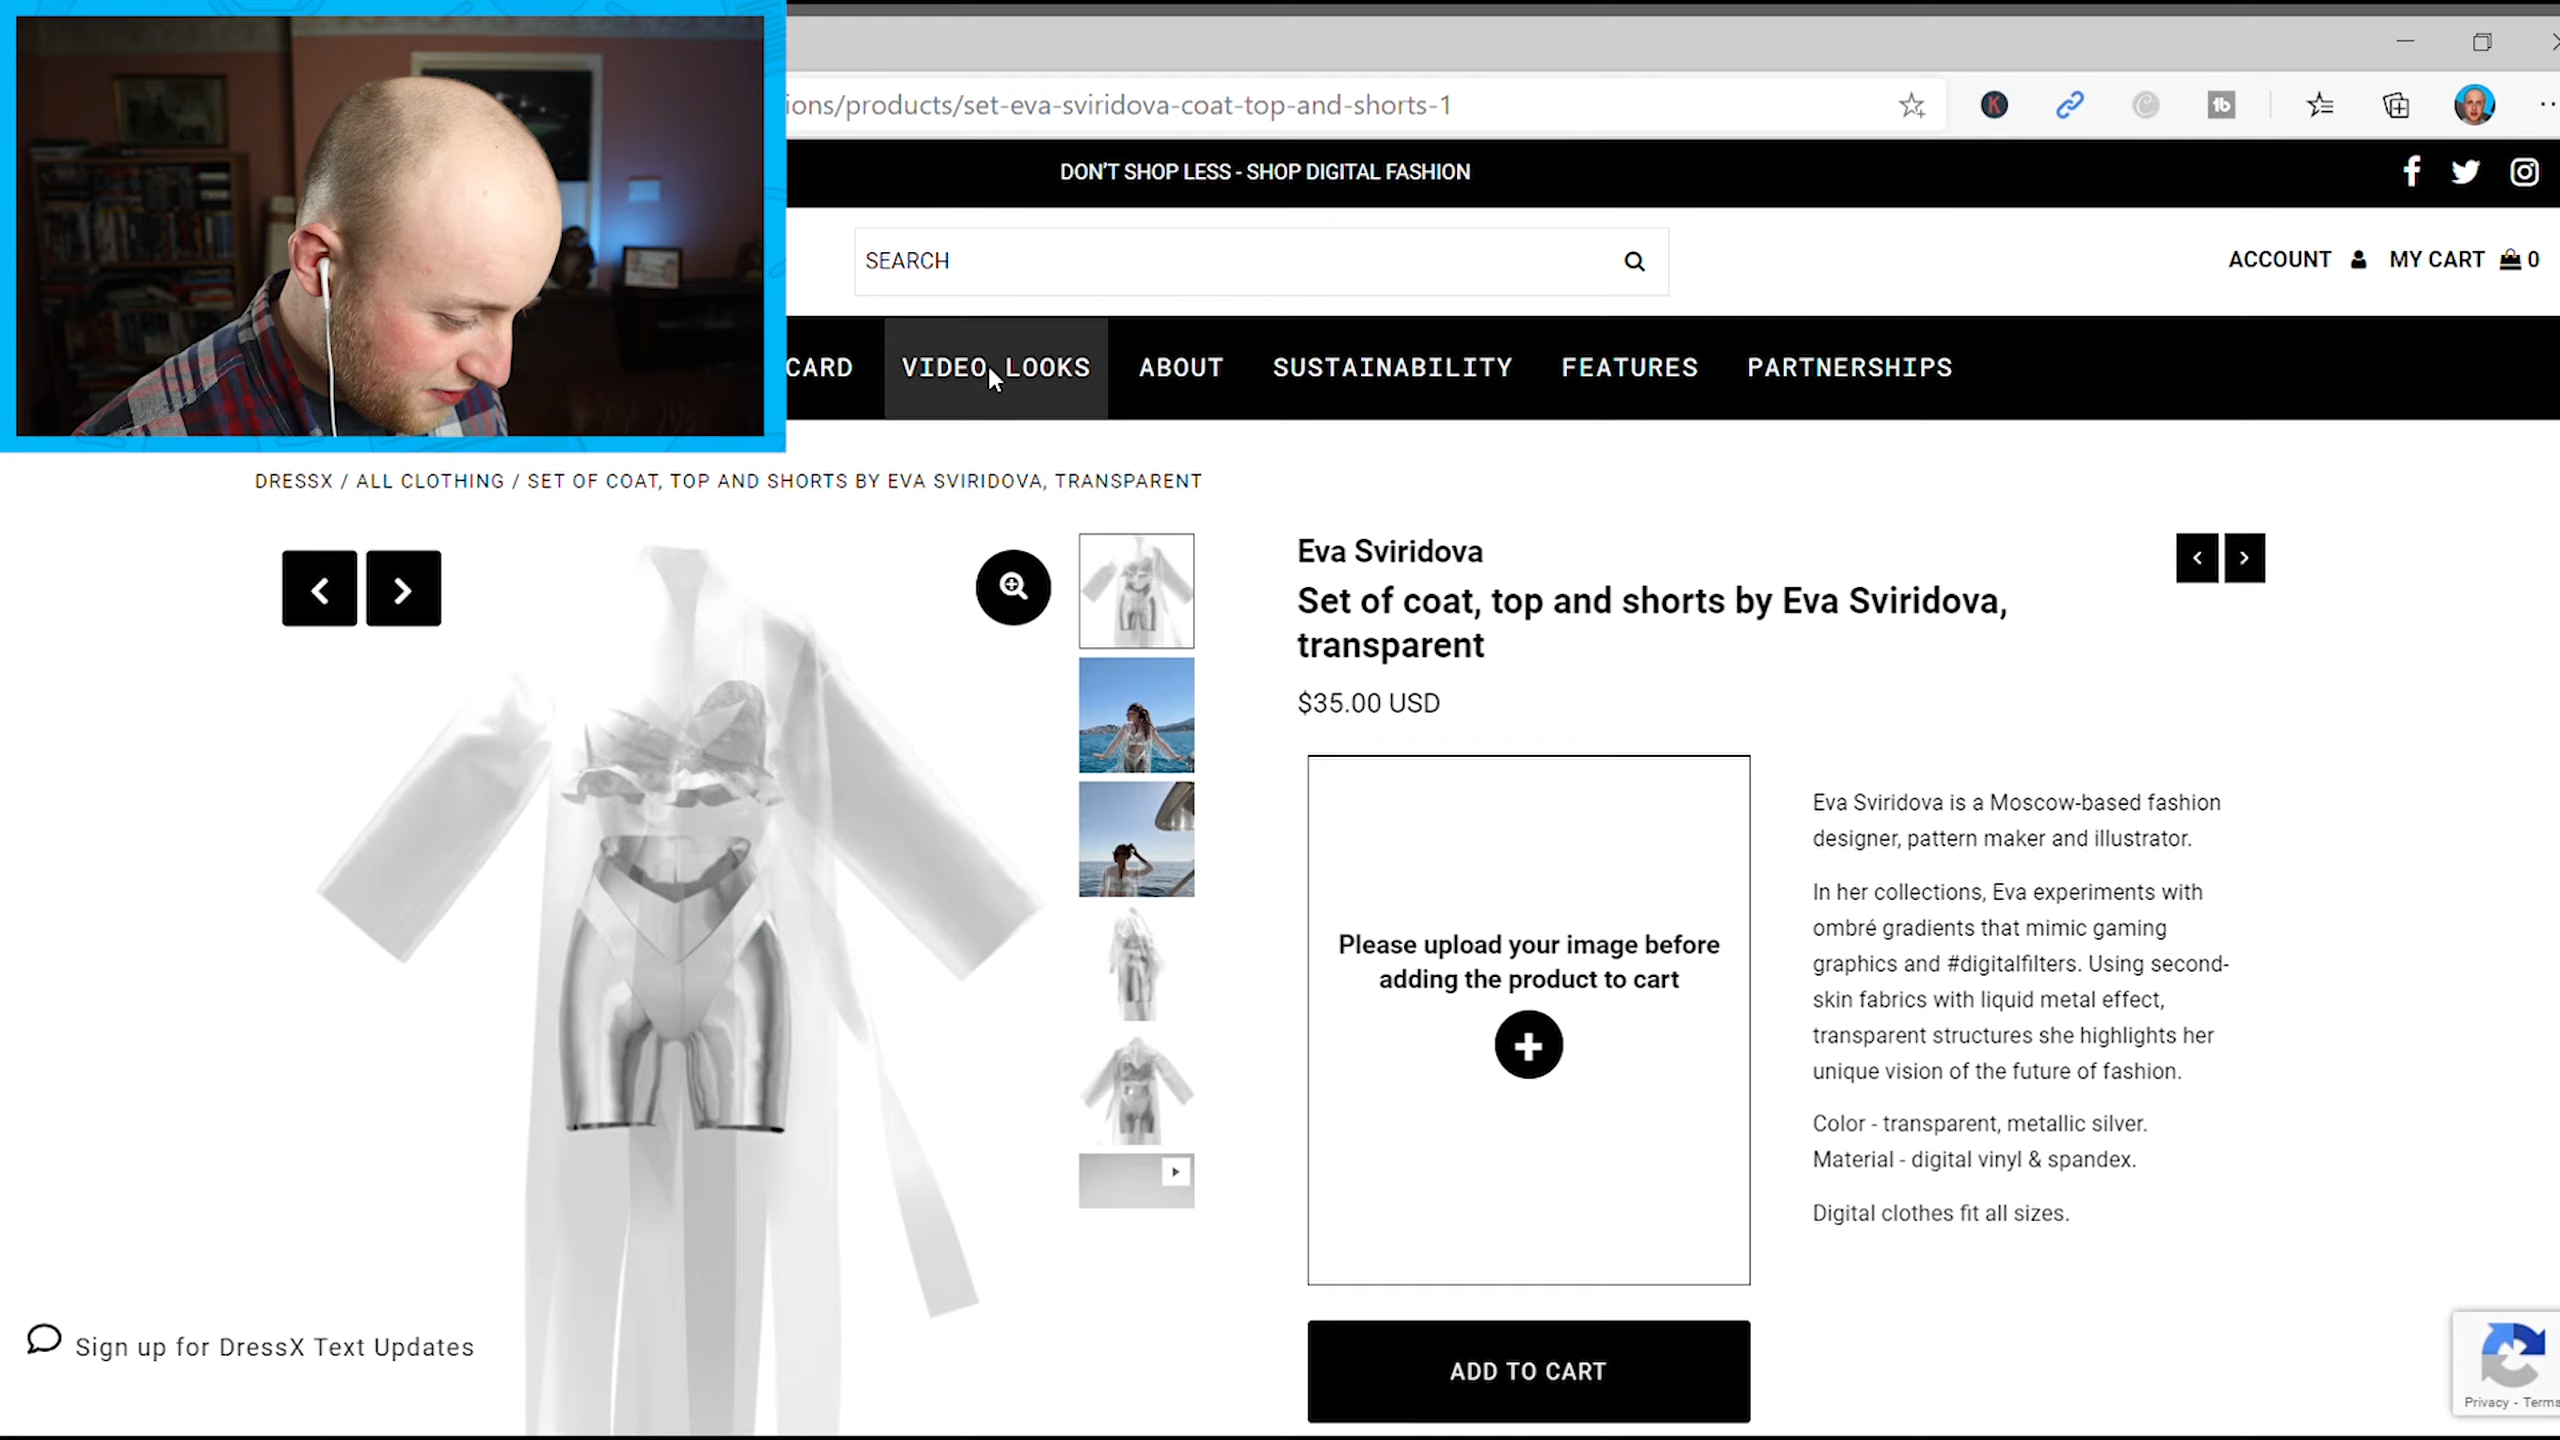 ions/products/set-eva-sviridova-coat-top-and-shorts-1
DON'T SHOP LESS - SHOP DIGITAL FASHION
SEARCH
ACCOUNT
MY CART 0
CARD
VIDEO LOOKS
ABOUT
SUSTAINABILITY
FEATURES
PARTNERSHIPS
DRESSX / ALL CLOTHING / SET OF COAT, TOP AND SHORTS BY EVA SVIRIDOVA, TRANSPARENT
Eva Sviridova
Set of coat, top and shorts by Eva Sviridova,
transparent
$35.00 USD
Please upload your image before
adding the product to cart
ADD TO CART
Eva Sviridova is a Moscow-based fashion
designer, pattern maker and illustrator.
In her collections, Eva experiments with
ombré gradients that mimic gaming
graphics and #digitalfilters. Using second-
skin fabrics with liquid metal effect,
transparent structures she highlights her
unique vision of the future of fashion.
Color - transparent, metallic silver.
Material - digital vinyl & spandex.
Digital clothes fit all sizes.
Sign up for DressX Text Updates
Privacy - Terms